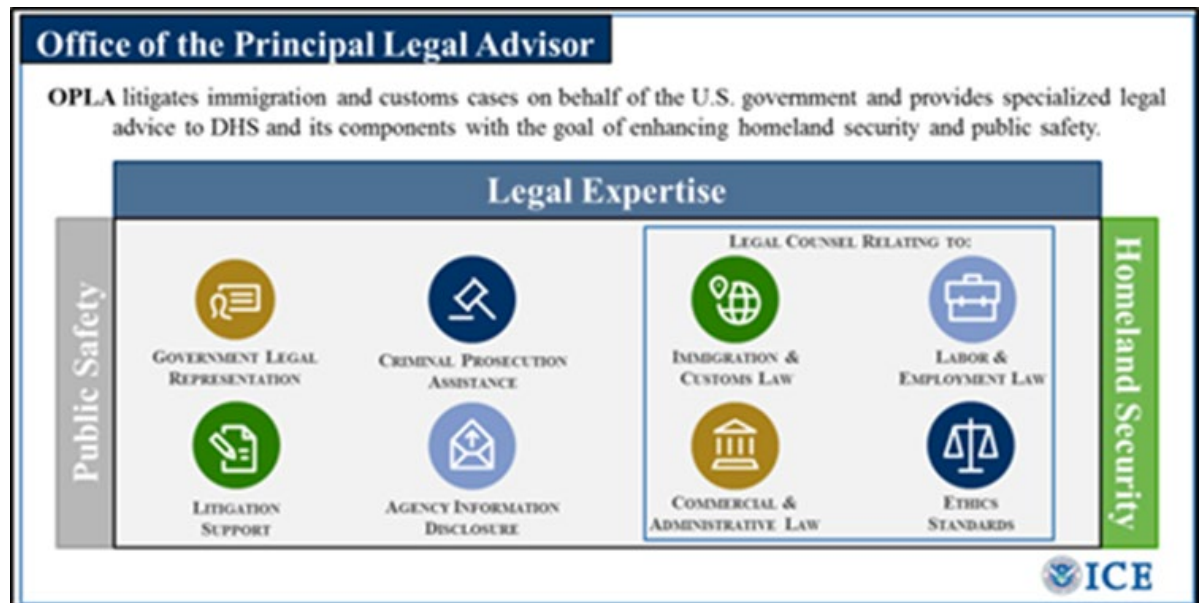 Office of the Principal Legal Advisor
OPLA litigates immigration and customs cases on behalf of the U.S. government and provides specialized legal
advice to DHS and its components with the goal of enhancing homeland security and public safety.
Legal Expertise
Public Safety
GOVERNMENT LEGAL
REPRESENTATION
CRIMINAL PROSECUTION
ASSISTANCE
LITIGATION
SUPPORT
AGENCY INFORMATION
DISCLOSURE
LEGAL COUNSEL RELATING TO:
IMMIGRATION &
CUSTOMS LAW
LABOR &
EMPLOYMENT LAW
COMMERCIAL &
ADMINISTRATIVE LAW
ETHICS
STANDARDS
Homeland Security
ICE